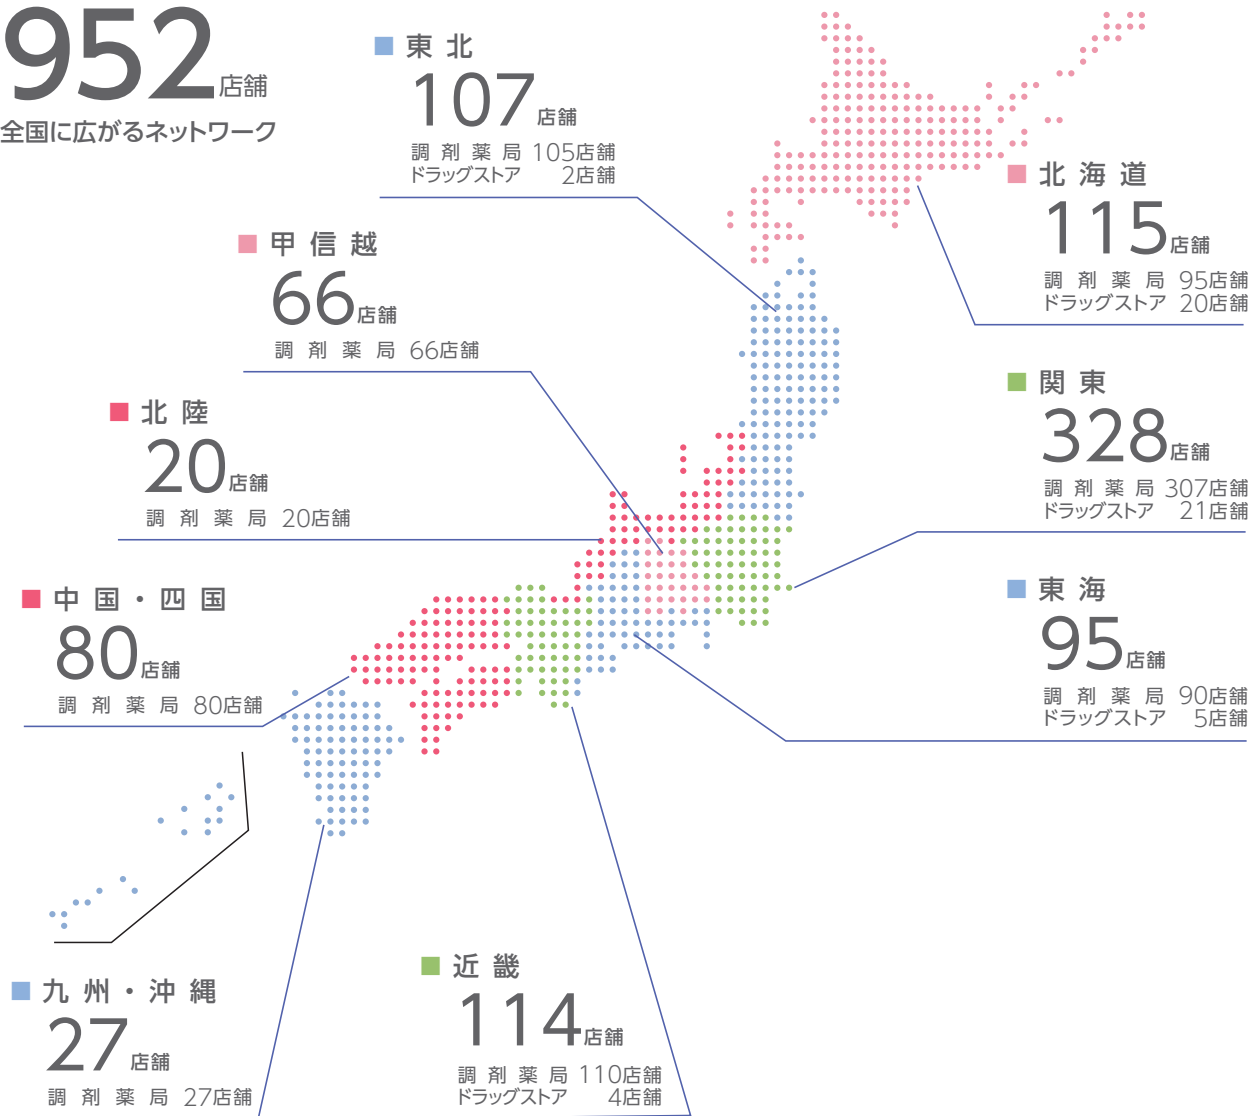 952店舗
全国に広がるネットワーク
東北
107店舗
調剤薬局 105店舗
ドラッグストア 2店舗
北海道
115店舗
調剤薬局 95店舗
ドラッグストア 20店舗
甲信越
66店舗
調剤薬局 66店舗
関東
328店舗
調剤薬局 307店舗
ドラッグストア 21店舗
北陸
20店舗
調剤薬局 20店舗
東海
95店舗
調剤薬局 90店舗
ドラッグストア 5店舗
中国・四国
80店舗
調剤薬局 80店舗
近畿
114店舗
調剤薬局 110店舗
ドラッグストア 4店舗
九州・沖縄
27店舗
調剤薬局 27店舗